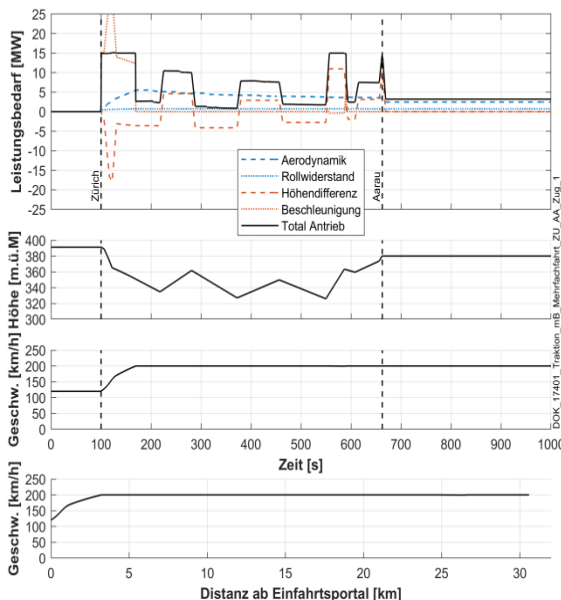 Leistungsbedarf [MW]
25
20
15
10
5
0
-5
-10
-15
-20
-25
Zürich
Aarau
Aerodynamik
Rollwiderstand
Höhendifferenz
Beschleunigung
Total Antrieb
DOK_17401_Traktion_mB_Mehrfachfahrt_ZU_AA_Zug_1
Höhe [m.ü.M]
400
380
360
340
320
300
Geschw. [km/h]
250
200
150
100
50
0
0 100 200 300 400 500 600 700 800 900 1000
Zeit [s]
Geschw. [km/h]
250
200
150
100
50
0
0 5 10 15 20 25 30
Distanz ab Einfahrtsportal [km]